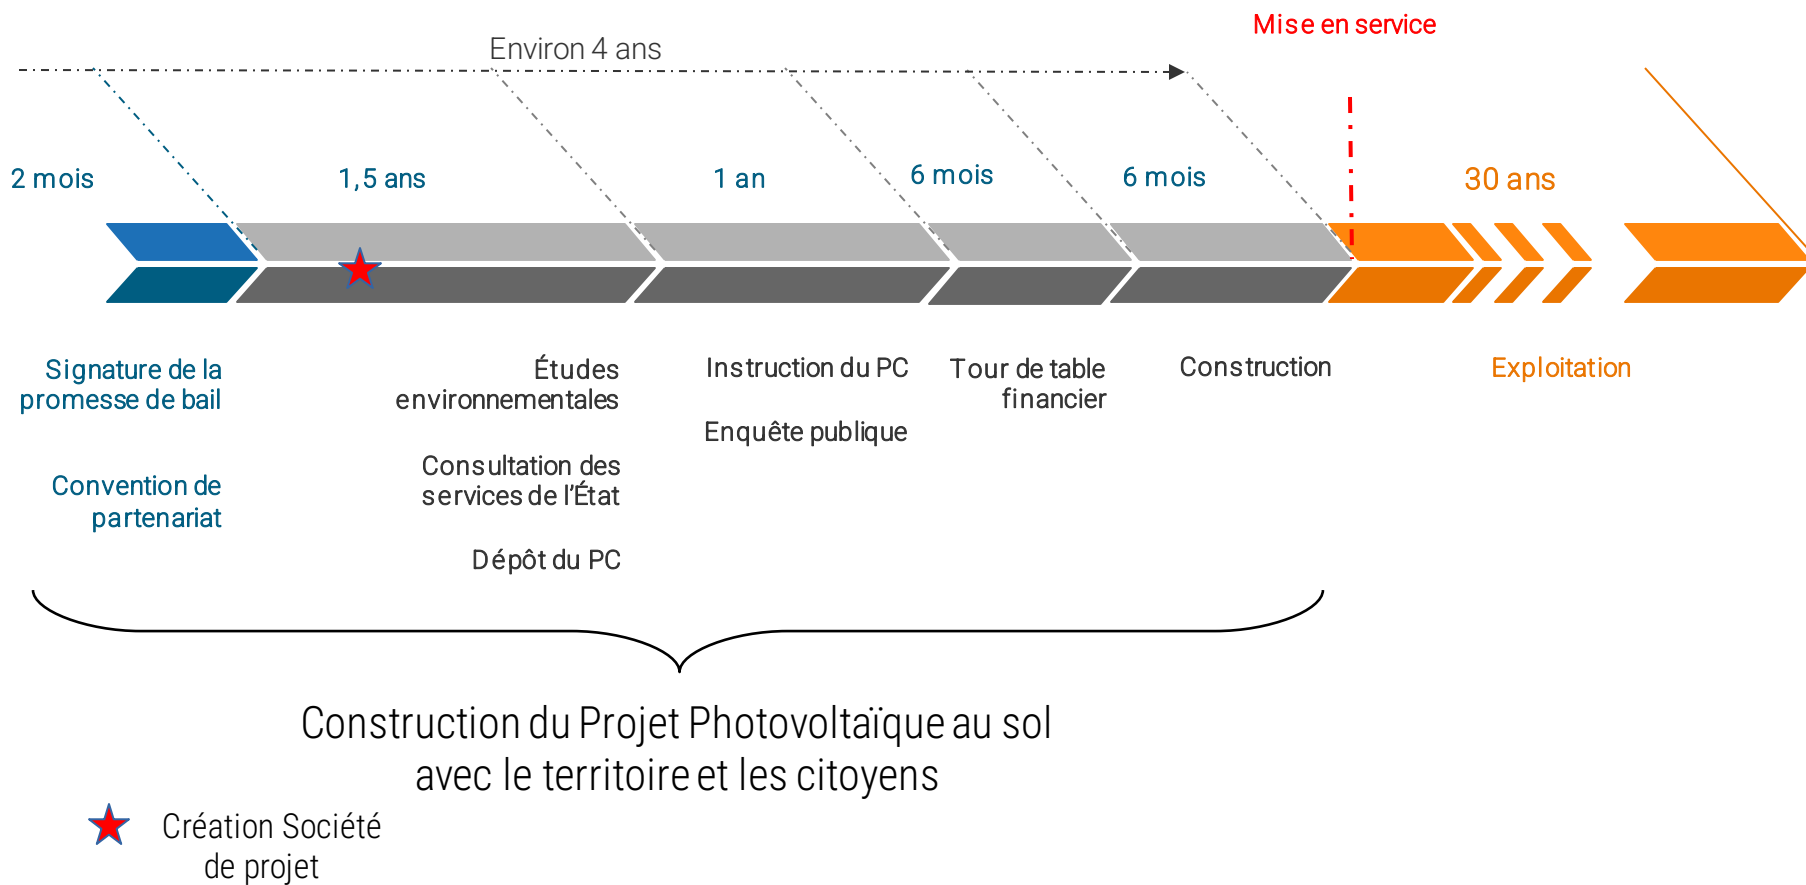 Mise en service
Environ 4 ans
2 mois
1,5 ans
1 an
6 mois
6 mois
30 ans
Signature de la
promesse de bail
Convention de
partenariat
Études
environnementales
Consultation des
services de l'État
Dépôt du PC
Instruction du PC
Enquête publique
Tour de table
financier
Construction
Exploitation
Construction du Projet Photovoltaïque au sol
avec le territoire et les citoyens
Création Société
de projet